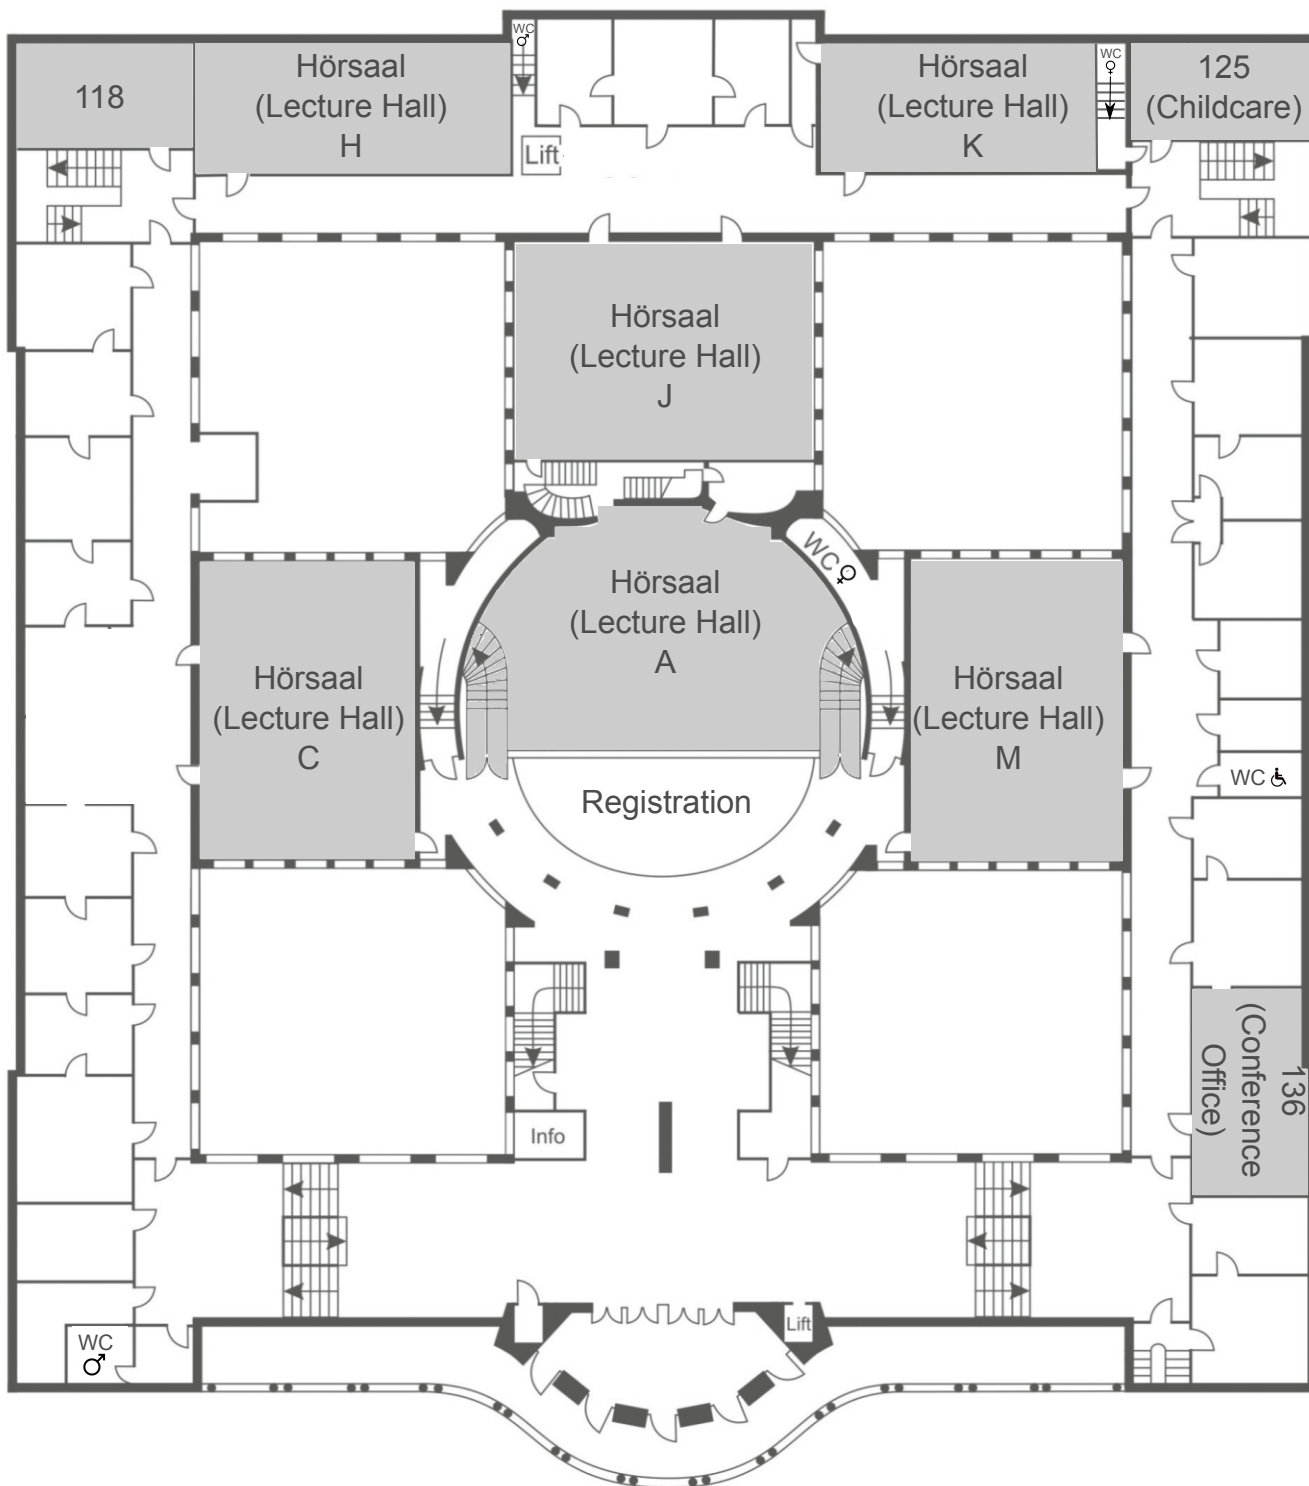 WC
118
Hörsaal
(Lecture Hall)
H
Lift
Hörsaal
(Lecture Hall)
K
WC
125
(Childcare)
Hörsaal
(Lecture Hall)
J
WC
Hörsaal
(Lecture Hall)
A
Hörsaal
(Lecture Hall)
C
Hörsaal
(Lecture Hall)
M
WC
Registration
136
(Conference
Office)
Info
Lift
WC